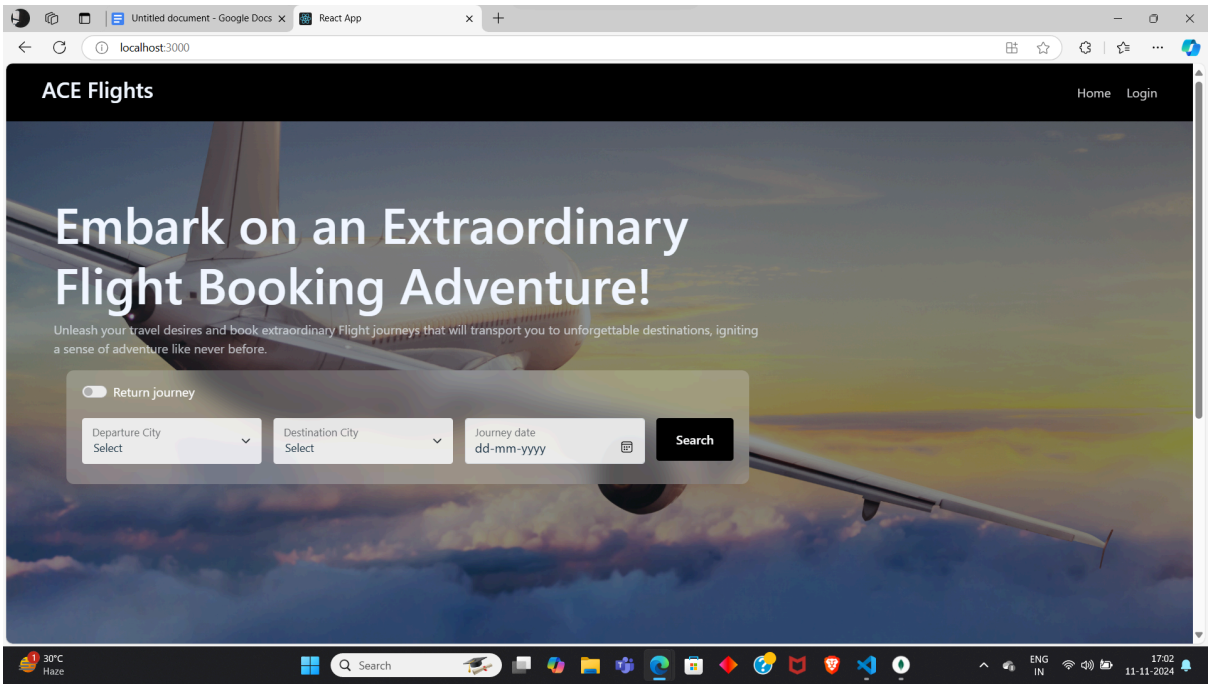 Untitled document - Google Docs
React App
localhost:3000
ACE Flights
Home Login
Embark on an Extraordinary
Flight Booking Adventure!
Unleash your travel desires and book extraordinary Flight journeys that will transport you to unforgettable destinations, igniting
a sense of adventure like never before.
Return journey
Departure City
Select
Destination City
Select
Journey date
dd-mm-yyyy
Search
1
30°C
Haze
Search
ENG
IN
17:02
11-11-2024